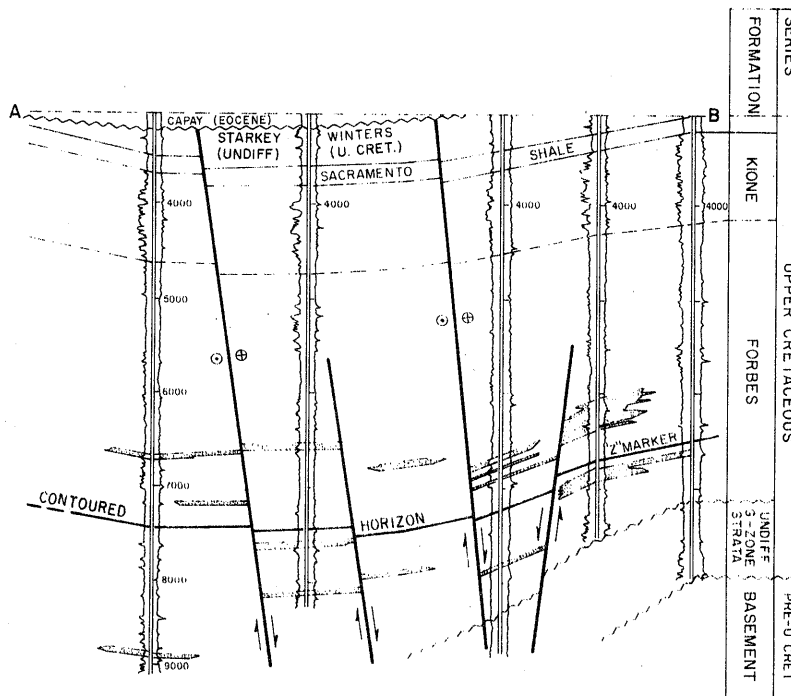 SERIES
FORMATION
A
B
CAPAY (EOCENE)
STARKEY
(UNDIFF)
WINTERS
(U. CRET.)
SACRAMENTO
SHALE
KIONE
4000
4000
4000
4000
4000
UPPER CRETACEOUS
5000
FORBES
6000
"Z" MARKER
7000
CONTOURED
HORIZON
UNDIFF
G-ZONE
STRATA
8000
PRE-U CRET
BASEMENT
9000